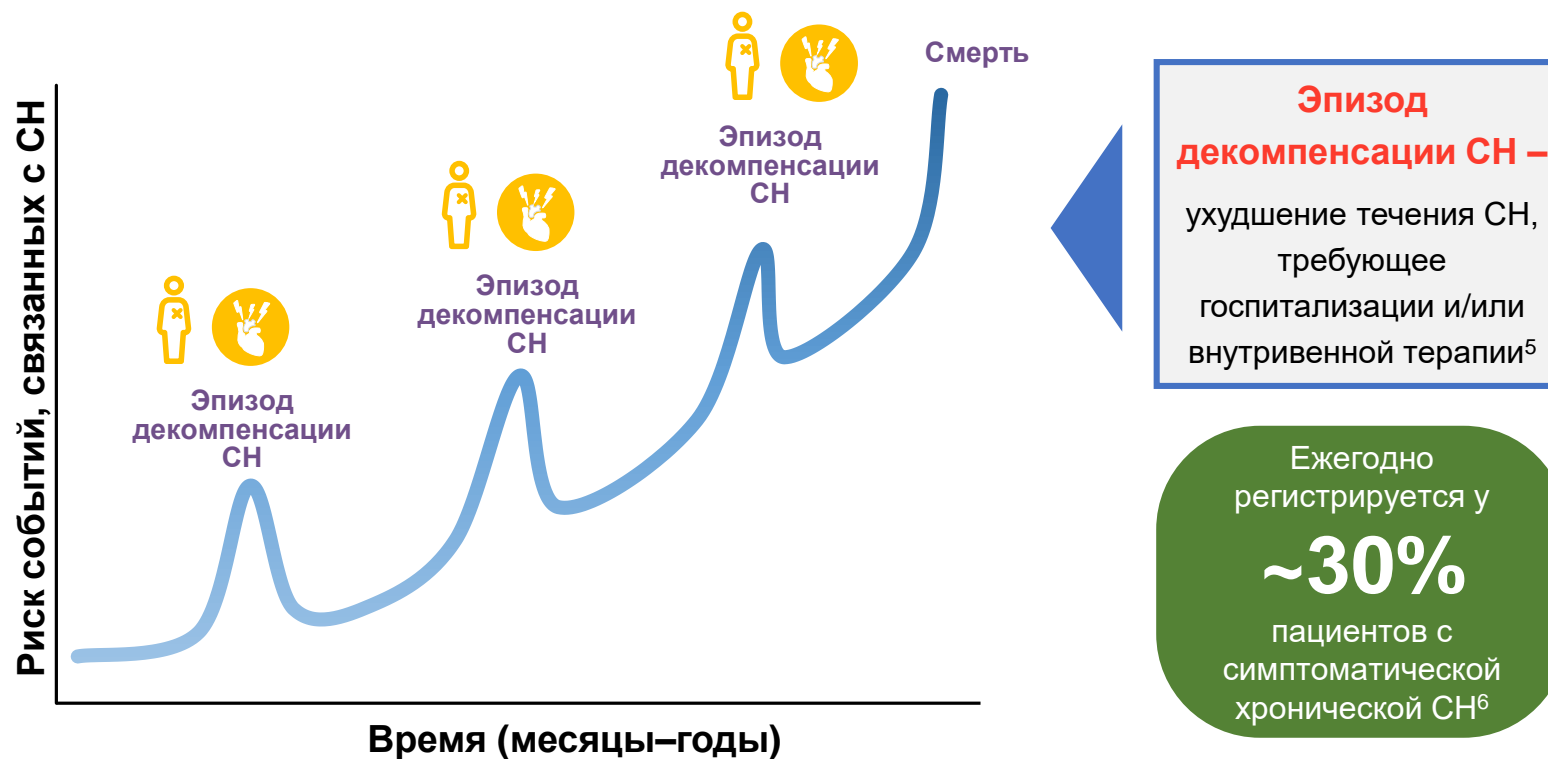 Риск событий, связанных с СН
Эпизод
декомпенсации
СН
Эпизод
декомпенсации
СН
Эпизод
декомпенсации
СН
Смерть
Время (месяцы–годы)
Эпизод
декомпенсации СН –
ухудшение течения СН,
требующее
госпитализации и/или
внутривенной терапии⁵
Ежегодно
регистрируется у
~30%
пациентов с
симптоматической
хронической СН⁶